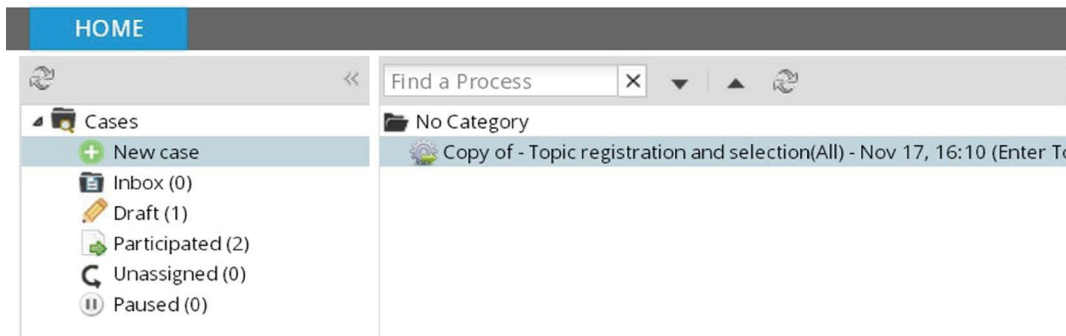 HOME
Find a Process
Cases
No Category
New case
Copy of - Topic registration and selection(All) - Nov 17, 16:10 (Enter
Inbox (0)
Draft (1)
Participated (2)
Unassigned (0)
Paused (0)